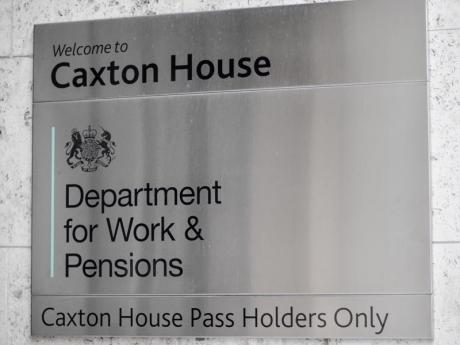 Welcome to
Caxton House
Department
for Work &
Pensions
Caxton House Pass Holders Only